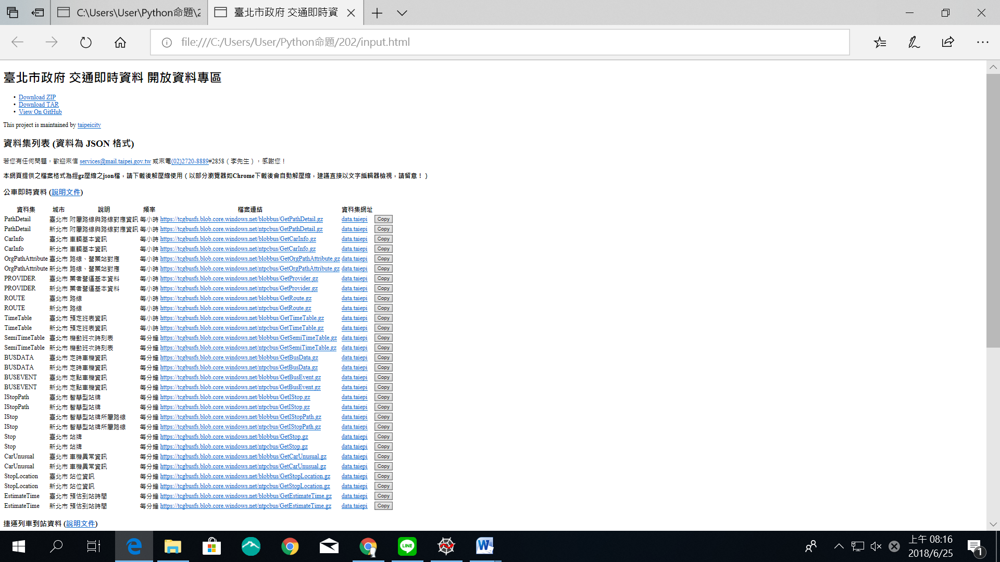 C:\Users\User\Python命題\2
臺北市政府 交通即時資
file:///C:/Users/User/Python命題/202/input.html
臺北市政府 交通即時資料 開放資料專區
• Download ZIP
• Download TAR
• View On GitHub
This project is maintained by taipeicity
資料集列表 (資料為 JSON 格式)
若您有任何問題，歡迎來信 services@mail.taipei.gov.tw 或來電(02)2720-8889#2858（李先生），感謝您！
本網頁提供之檔案格式為經gz壓縮之json檔，請下載後解壓縮使用（以部分瀏覽器如Chrome下載後會自動解壓縮，建議直接以文字編輯器檢視，請留意！）
公車即時資料 (說明文件)
資料集 城市 說明 頻率 檔案連結 資料集網址
PathDetail 臺北市 附屬路線與路線對應資訊 每小時 https://tcgbusfs.blob.core.windows.net/blobbus/GetPathDetail.gz data.taiepi Copy
PathDetail 新北市 附屬路線與路線對應資訊 每小時 https://tcgbusfs.blob.core.windows.net/ntpcbus/GetPathDetail.gz data.taiepi Copy
CarInfo 臺北市 車輛基本資訊 每小時 https://tcgbusfs.blob.core.windows.net/blobbus/GetCarInfo.gz data.taiepi Copy
CarInfo 新北市 車輛基本資訊 每小時 https://tcgbusfs.blob.core.windows.net/ntpcbus/GetCarInfo.gz data.taiepi Copy
OrgPathAttribute 臺北市 路線、營業站對應 每小時 https://tcgbusfs.blob.core.windows.net/blobbus/GetOrgPathAttribute.gz data.taiepi Copy
OrgPathAttribute 新北市 路線、營業站對應 每小時 https://tcgbusfs.blob.core.windows.net/ntpcbus/GetOrgPathAttribute.gz data.taiepi Copy
PROVIDER 臺北市 業者營運基本資料 每小時 https://tcgbusfs.blob.core.windows.net/blobbus/GetProvider.gz data.taiepi Copy
PROVIDER 新北市 業者營運基本資料 每小時 https://tcgbusfs.blob.core.windows.net/ntpcbus/GetProvider.gz data.taiepi Copy
ROUTE 臺北市 路線 每小時 https://tcgbusfs.blob.core.windows.net/blobbus/GetRoute.gz data.taiepi Copy
ROUTE 新北市 路線 每小時 https://tcgbusfs.blob.core.windows.net/ntpcbus/GetRoute.gz data.taiepi Copy
TimeTable 臺北市 預定班表資訊 每小時 https://tcgbusfs.blob.core.windows.net/blobbus/GetTimeTable.gz data.taiepi Copy
TimeTable 新北市 預定班表資訊 每小時 https://tcgbusfs.blob.core.windows.net/ntpcbus/GetTimeTable.gz data.taiepi Copy
SemiTimeTable 臺北市 機動班次時刻表 每分鐘 https://tcgbusfs.blob.core.windows.net/blobbus/GetSemiTimeTable.gz data.taiepi Copy
SemiTimeTable 新北市 機動班次時刻表 每分鐘 https://tcgbusfs.blob.core.windows.net/ntpcbus/GetSemiTimeTable.gz data.taiepi Copy
BUSDATA 臺北市 定時車機資訊 每分鐘 https://tcgbusfs.blob.core.windows.net/blobbus/GetBusData.gz data.taiepi Copy
BUSDATA 新北市 定時車機資訊 每分鐘 https://tcgbusfs.blob.core.windows.net/ntpcbus/GetBusData.gz data.taiepi Copy
BUSEVENT 臺北市 定點車機資訊 每分鐘 https://tcgbusfs.blob.core.windows.net/blobbus/GetBusEvent.gz data.taiepi Copy
BUSEVENT 新北市 定點車機資訊 每分鐘 https://tcgbusfs.blob.core.windows.net/ntpcbus/GetBusEvent.gz data.taiepi Copy
IStopPath 臺北市 智慧型站牌 每分鐘 https://tcgbusfs.blob.core.windows.net/blobbus/GetIStop.gz data.taiepi Copy
IStopPath 新北市 智慧型站牌 每分鐘 https://tcgbusfs.blob.core.windows.net/ntpcbus/GetIStop.gz data.taiepi Copy
IStop 臺北市 智慧型站牌所屬路線 每分鐘 https://tcgbusfs.blob.core.windows.net/blobbus/GetIStopPath.gz data.taiepi Copy
IStop 新北市 智慧型站牌所屬路線 每分鐘 https://tcgbusfs.blob.core.windows.net/ntpcbus/GetIStopPath.gz data.taiepi Copy
Stop 臺北市 站牌 每分鐘 https://tcgbusfs.blob.core.windows.net/blobbus/GetStop.gz data.taiepi Copy
Stop 新北市 站牌 每分鐘 https://tcgbusfs.blob.core.windows.net/ntpcbus/GetStop.gz data.taiepi Copy
CarUnusual 臺北市 車機異常資訊 每分鐘 https://tcgbusfs.blob.core.windows.net/blobbus/GetCarUnusual.gz data.taiepi Copy
CarUnusual 新北市 車機異常資訊 每分鐘 https://tcgbusfs.blob.core.windows.net/ntpcbus/GetCarUnusual.gz data.taiepi Copy
StopLocation 臺北市 站位資訊 每分鐘 https://tcgbusfs.blob.core.windows.net/blobbus/GetStopLocation.gz data.taiepi Copy
StopLocation 新北市 站位資訊 每分鐘 https://tcgbusfs.blob.core.windows.net/ntpcbus/GetStopLocation.gz data.taiepi Copy
EstimateTime 臺北市 預估到站時間 每分鐘 https://tcgbusfs.blob.core.windows.net/blobbus/GetEstimateTime.gz data.taiepi Copy
EstimateTime 新北市 預估到站時間 每分鐘 https://tcgbusfs.blob.core.windows.net/ntpcbus/GetEstimateTime.gz data.taiepi Copy
捷運列車到站資料 (說明文件)
LINE
W
上午 08:16
2018/6/25
1